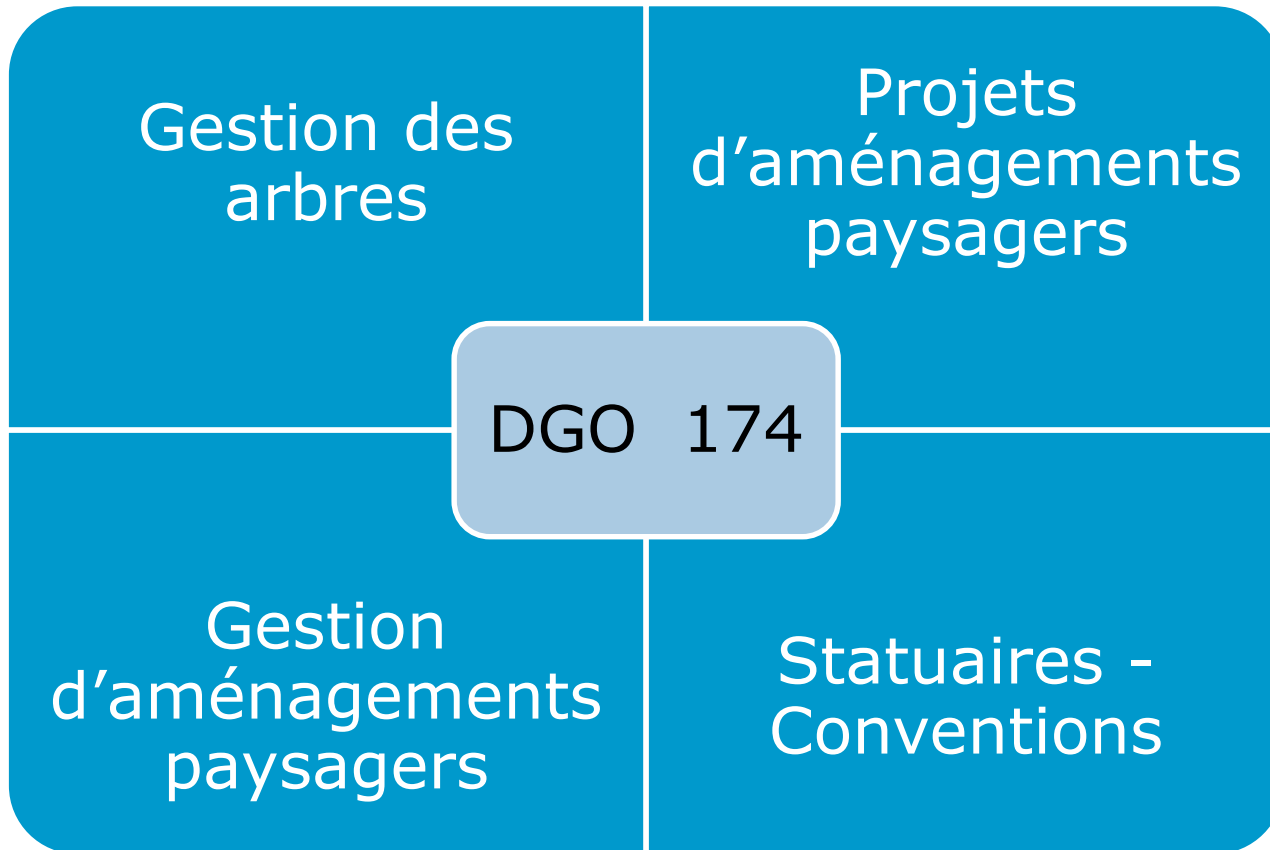 Gestion des
arbres
Projets
d’aménagements
paysagers
DGO  174
Gestion
d’aménagements
paysagers
Statuaires -
Conventions